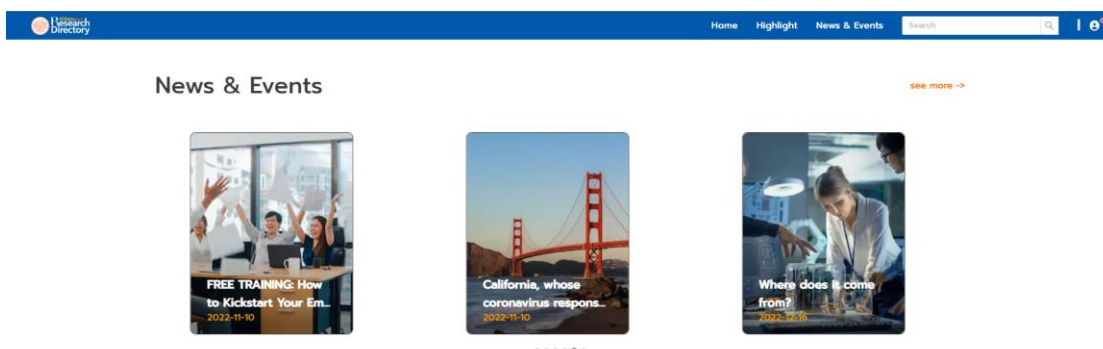 Research
Directory
Home
Highlight
News & Events
Search
News & Events
see more ->
FREE TRAINING: How
to Kickstart Your Em...
2022-11-10
California, whose
coronavirus respons...
2022-11-10
Where does it come
from?
2022-12-16